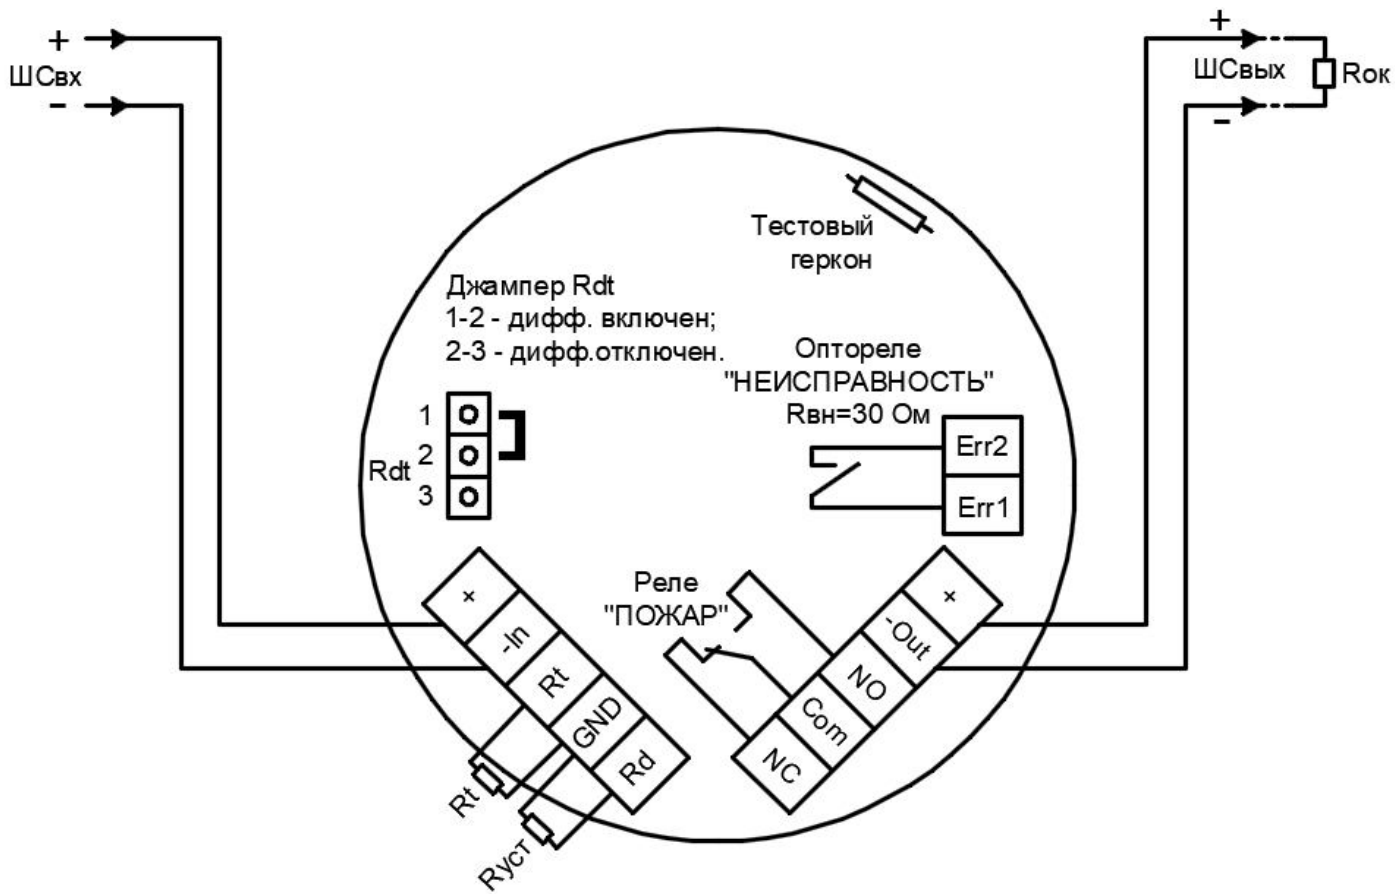 +
ШСвх
-
+
ШСвых
-
Rок
Тестовый
геркон
Джампер Rdt
1-2 - дифф. включен;
2-3 - дифф.отключен.
Оптореле
"НЕИСПРАВНОСТЬ"
Rвн=30 Ом
1
2
3
Rdt
Err2
Err1
Реле
"ПОЖАР"
+
-In
Rt
GND
Rd
+
-Out
NO
Com
NC
Rt
Rуст